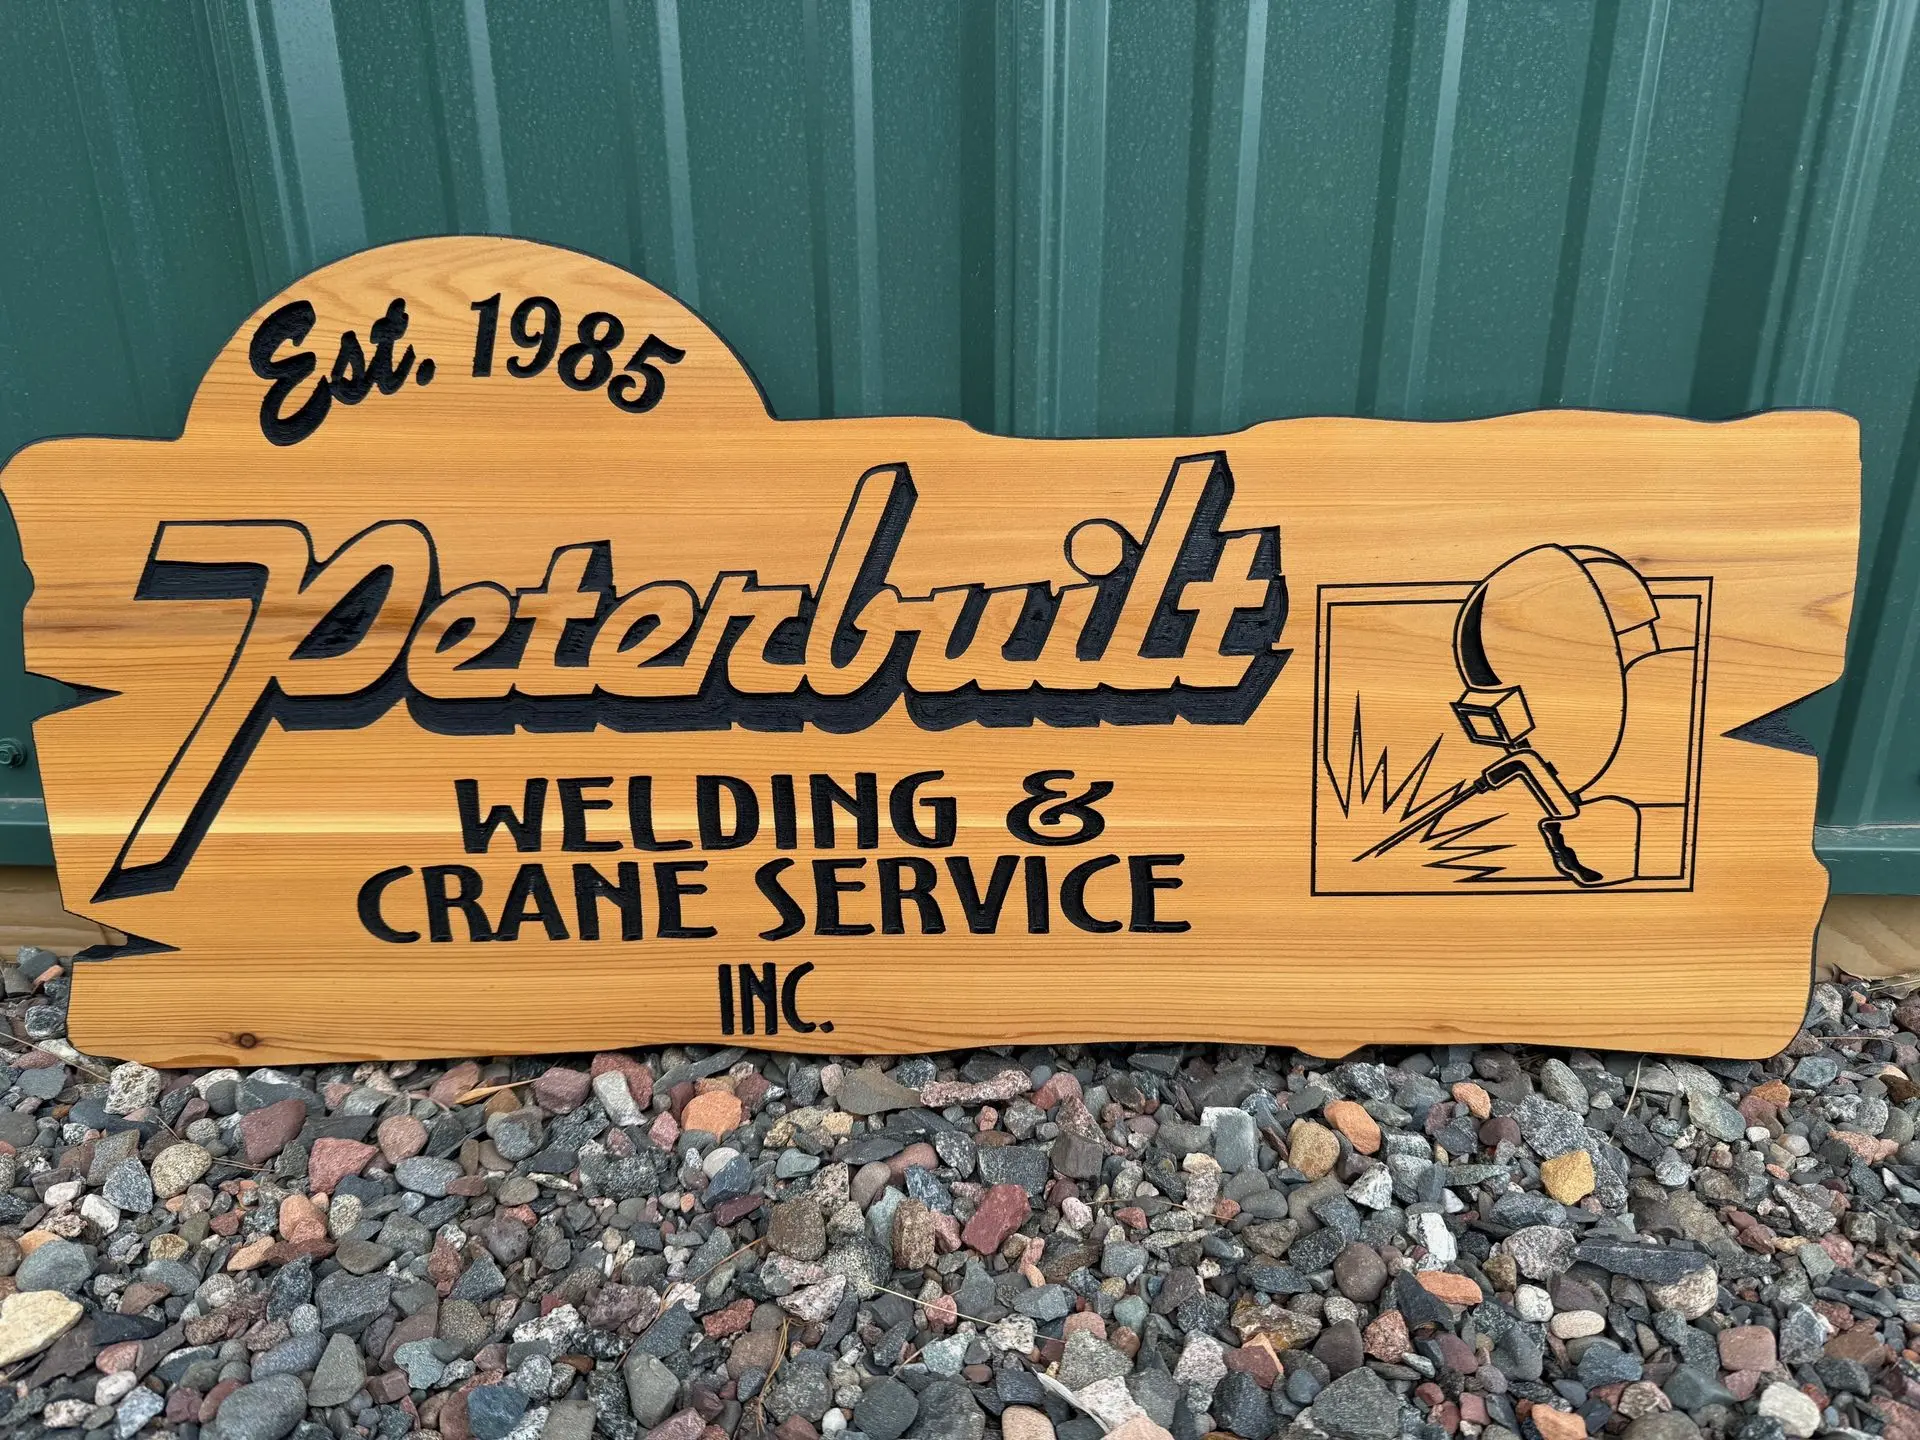 Est. 1985
Peterbuilt
WELDING &
CRANE SERVICE
INC.